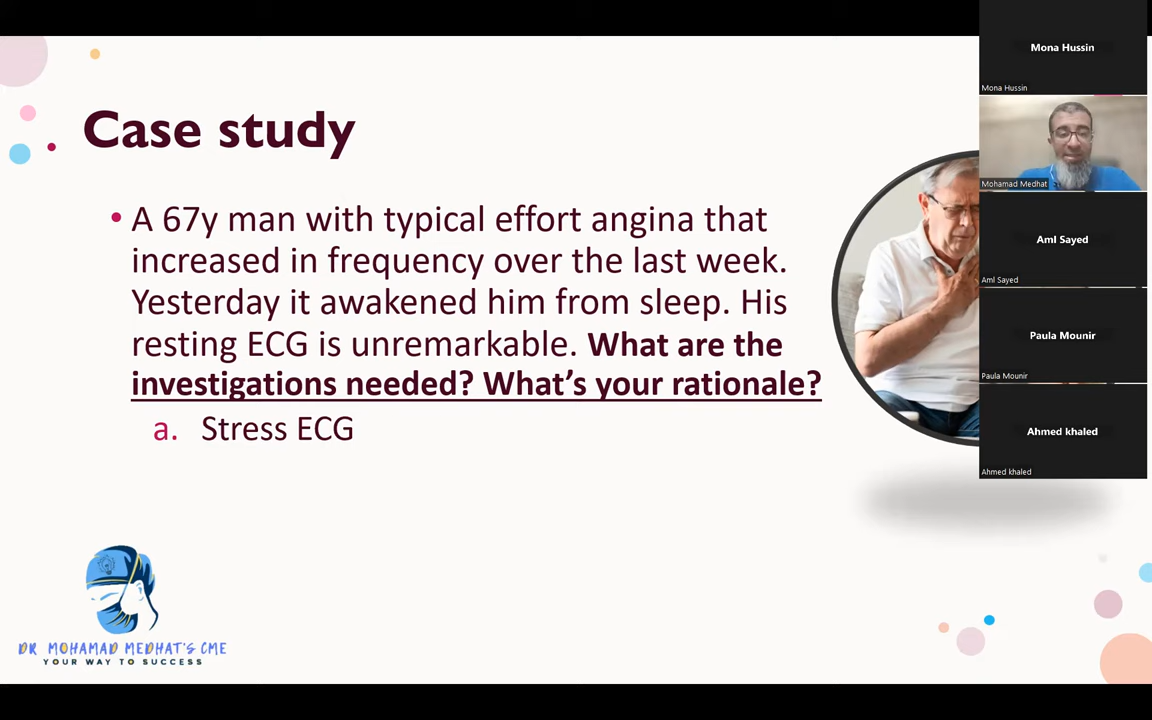 Case study
• A 67y man with typical effort angina that
increased in frequency over the last week.
Yesterday it awakened him from sleep. His
resting ECG is unremarkable. What are the
investigations needed? What's your rationale?
a. Stress ECG
DR MOHAMAD MEDHAT'S CME
YOUR WAY TO SUCCESS
Mona Hussin
Mona Hussin
Mohamad Medhat
Aml Sayed
Aml Sayed
Paula Mounir
Paula Mounir
Ahmed khaled
Ahmed khaled